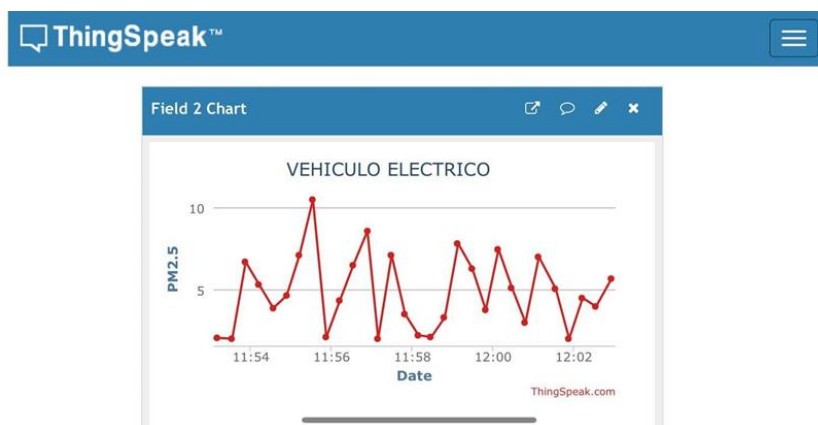 ThingSpeak™
Field 2 Chart
VEHICULO ELECTRICO
10
5
PM2.5
11:54 11:56 11:58 12:00 12:02
Date
ThingSpeak.com